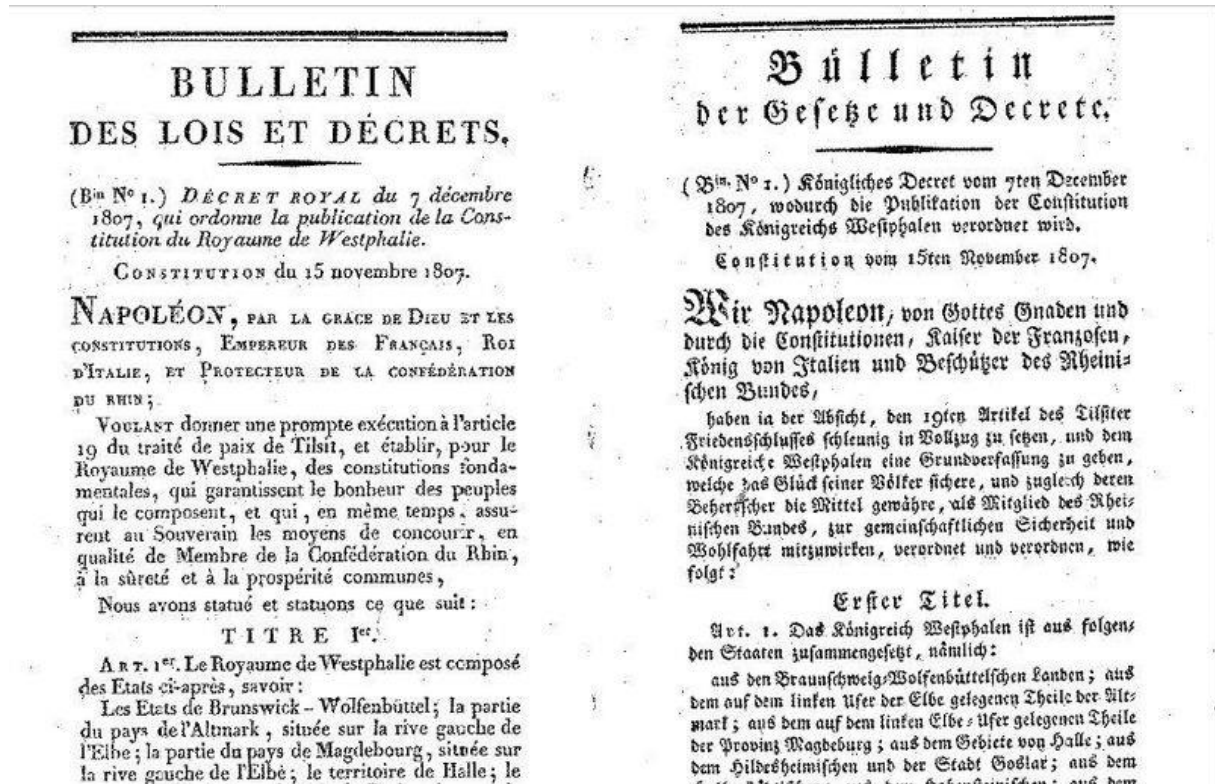 BULLETIN
DES LOIS ET DÉCRETS.
(Bin No 1.) DÉCRET ROYAL du 7 décembre
1807, qui ordonne la publication de la Cons-
titution du Royaume de Westphalie.
CONSTITUTION du 15 novembre 1807.
NAPOLÉON, PAR LA GRACE DE DIEU ET LES
CONSTITUTIONS, EMPEREUR DES FRANÇAIS, ROI
D'ITALIE, ET PROTECTEUR DE LA CONFÉDÉRATION
DU RHIN;
VOULANT donner une prompte exécution à l'article
19 du traité de paix de Tilsit, et établir, pour le
Royaume de Westphalie, des constitutions fonda-
mentales, qui garantissent le bonheur des peuples
qui le composent, et qui, en même temps, assu-
rent au Souverain les moyens de concourir, en
qualité de Membre de la Confédération du Rhin,
à la sûreté et à la prospérité communes,
Nous avons statué et statuons ce que suit:
TITRE Ier.
ART. 1er. Le Royaume de Westphalie est composé
des Etats ci-après, savoir:
Les Etats de Brunswick-Wolfenbüttel; la partie
du pays de l'Altmark, située sur la rive gauche de
l'Elbe; la partie du pays de Magdebourg, située sur
la rive gauche de l'Elbe; le territoire de Halle; le
Búlletin
der Gesetze und Decrete.
(Bin. No 1.) Königliches Decret vom 7ten December
1807, wodurch die Publikation der Constitution
des Königreichs Westphalen verordnet wird.
Constitution vom 15ten November 1807.
Wir Napoleon, von Gottes Gnaden und
durch die Constitutionen, Kaiser der Franzosen,
König von Italien und Beschützer des Rheini-
schen Bundes,
haben in der Absicht, den 19ten Artikel des Tilsiter
Friedensschlusses schleunig in Vollzug zu setzen, und dem
Königreiche Westphalen eine Grundverfassung zu geben,
welche das Glück seiner Völker sichere, und zugleich deren
Beherrscher die Mittel gewähre, als Mitglied des Rhei-
nischen Bundes, zur gemeinschaftlichen Sicherheit und
Wohlfahrt mitzuwirken, verordnet und verordnen, wie
folgt:
Erster Titel.
Art. 1. Das Königreich Westphalen ist aus folgen-
den Staaten zusammengesetzt, nämlich:
aus den Braunschweig-Wolfenbüttelschen Landen; aus
dem auf dem linken Ufer der Elbe gelegenen Theile der Alt-
mark; aus dem auf dem linken Elbe-Ufer gelegenen Theile
der Provinz Magdeburg; aus dem Gebiete von Halle; aus
dem Hildesheimischen und der Stadt Goslar; aus dem